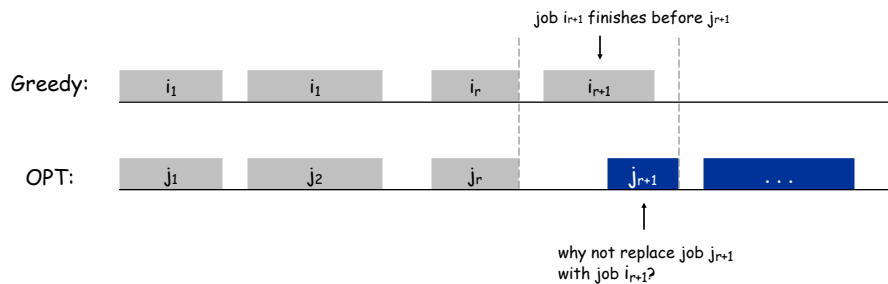 job iᵣ₊₁ finishes before jᵣ₊₁
Greedy: i₁ i₁ iᵣ iᵣ₊₁
OPT: j₁ j₂ jᵣ jᵣ₊₁ . . .
why not replace job jᵣ₊₁
with job iᵣ₊₁?